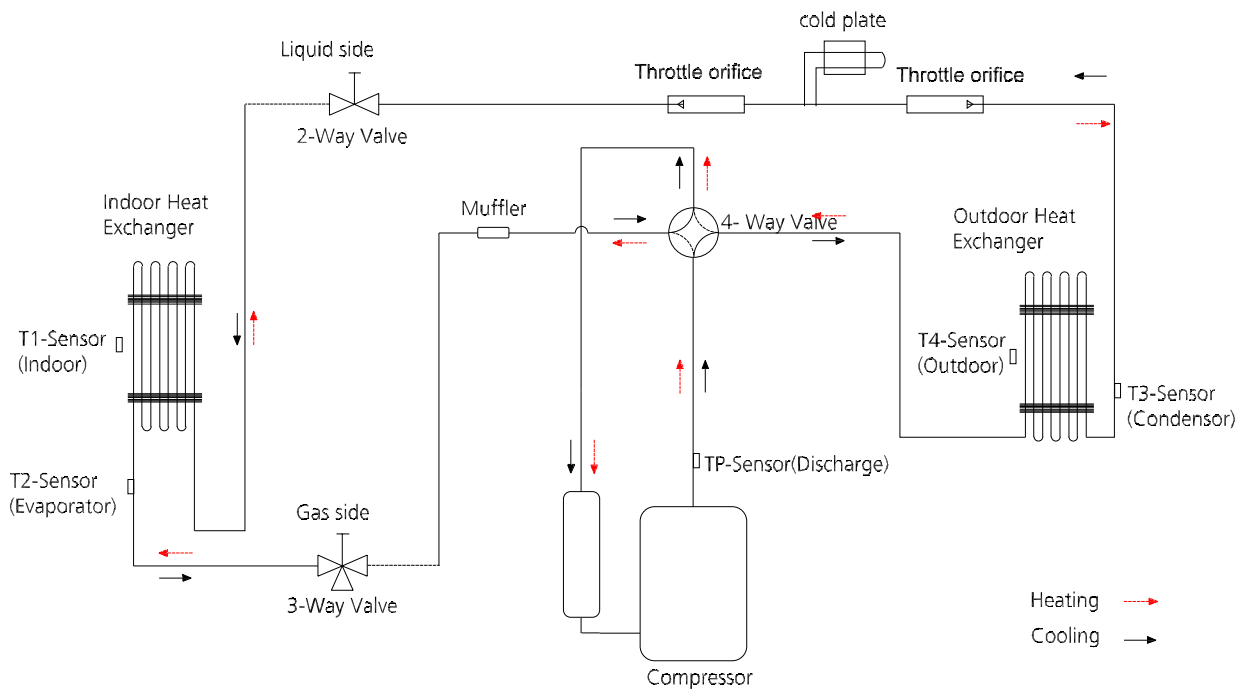 cold plate
Liquid side
Throttle orifice
Throttle orifice
2-Way Valve
Indoor Heat
Exchanger
Muffler
4- Way Valve
Outdoor Heat
Exchanger
T1-Sensor
(Indoor)
T4-Sensor
(Outdoor)
T3-Sensor
(Condensor)
TP-Sensor(Discharge)
T2-Sensor
(Evaporator)
Gas side
3-Way Valve
Heating
Cooling
Compressor